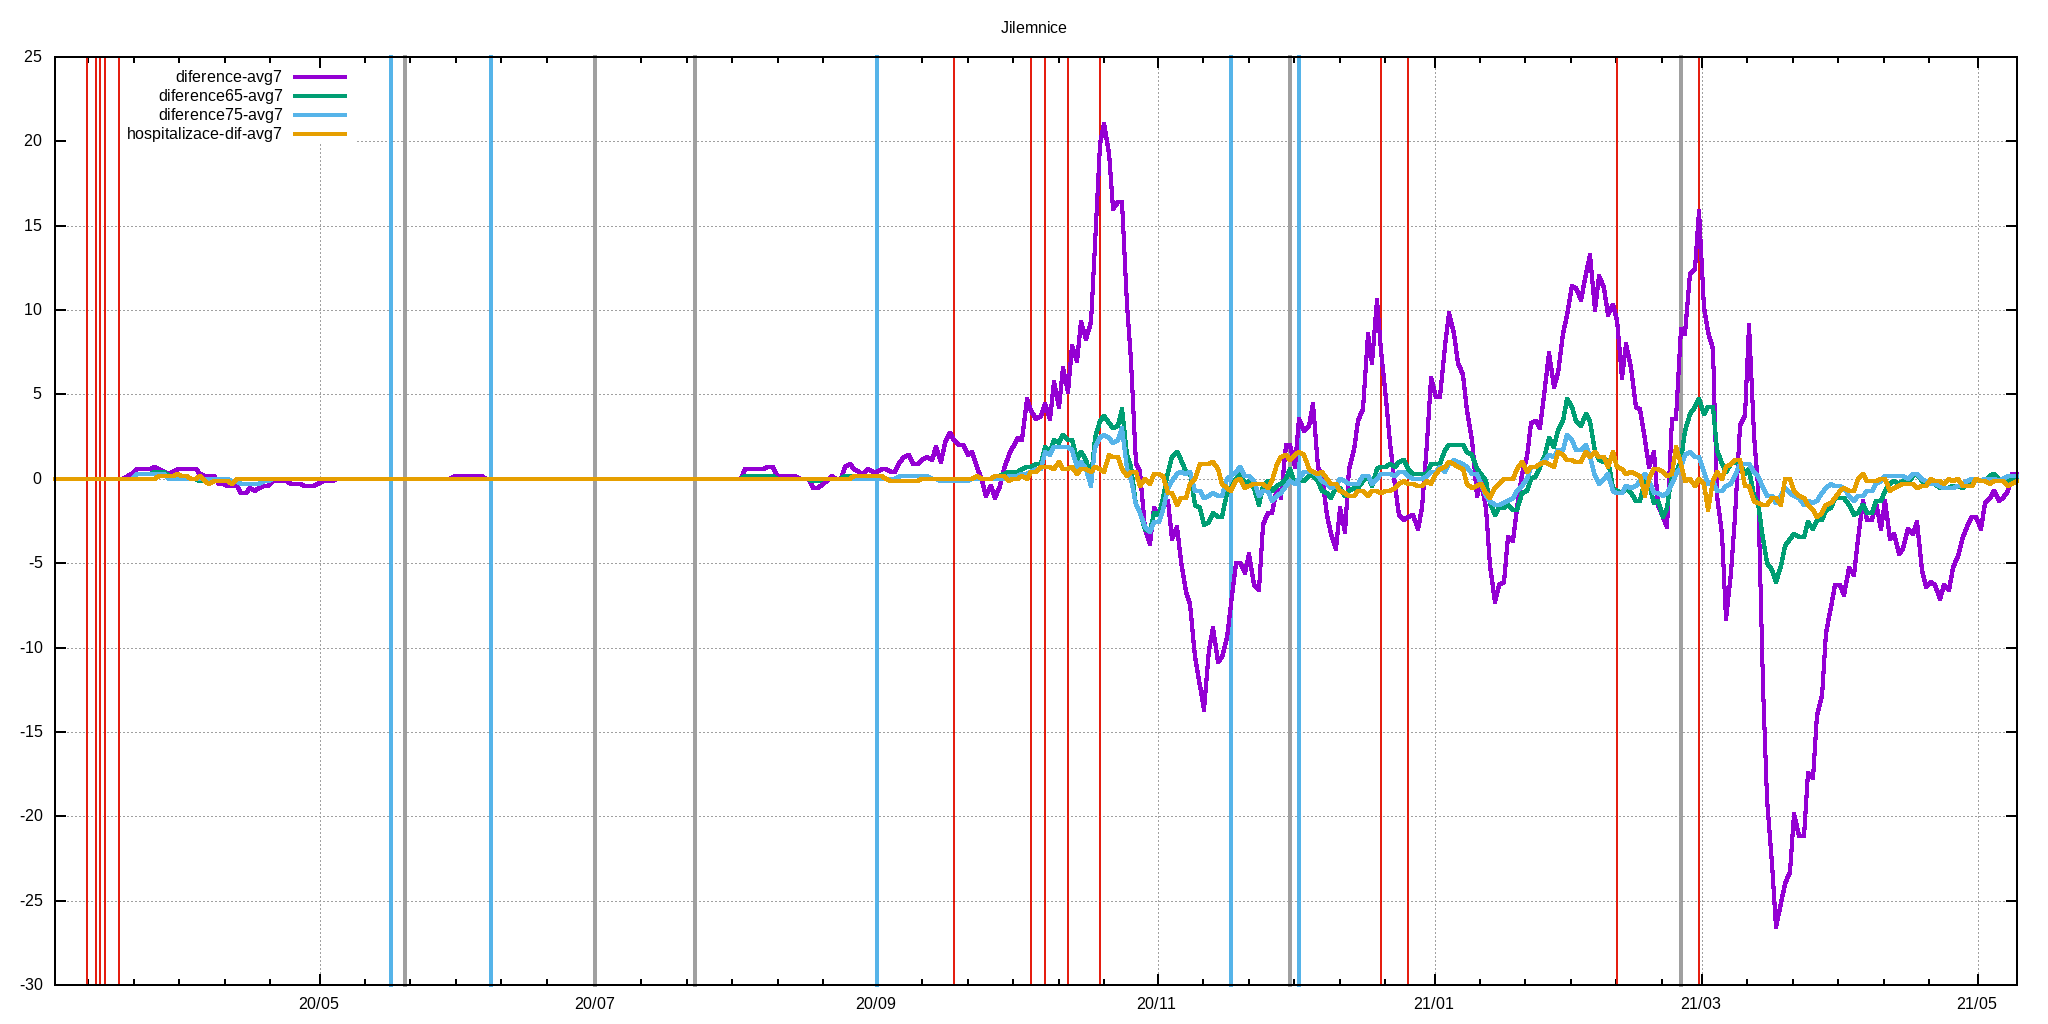 Jilemnice
25
20
15
10
5
0
-5
-10
-15
-20
-25
-30
diference-avg7
diference65-avg7
diference75-avg7
hospitalizace-dif-avg7
20/05 20/07 20/09 20/11 21/01 21/03 21/05